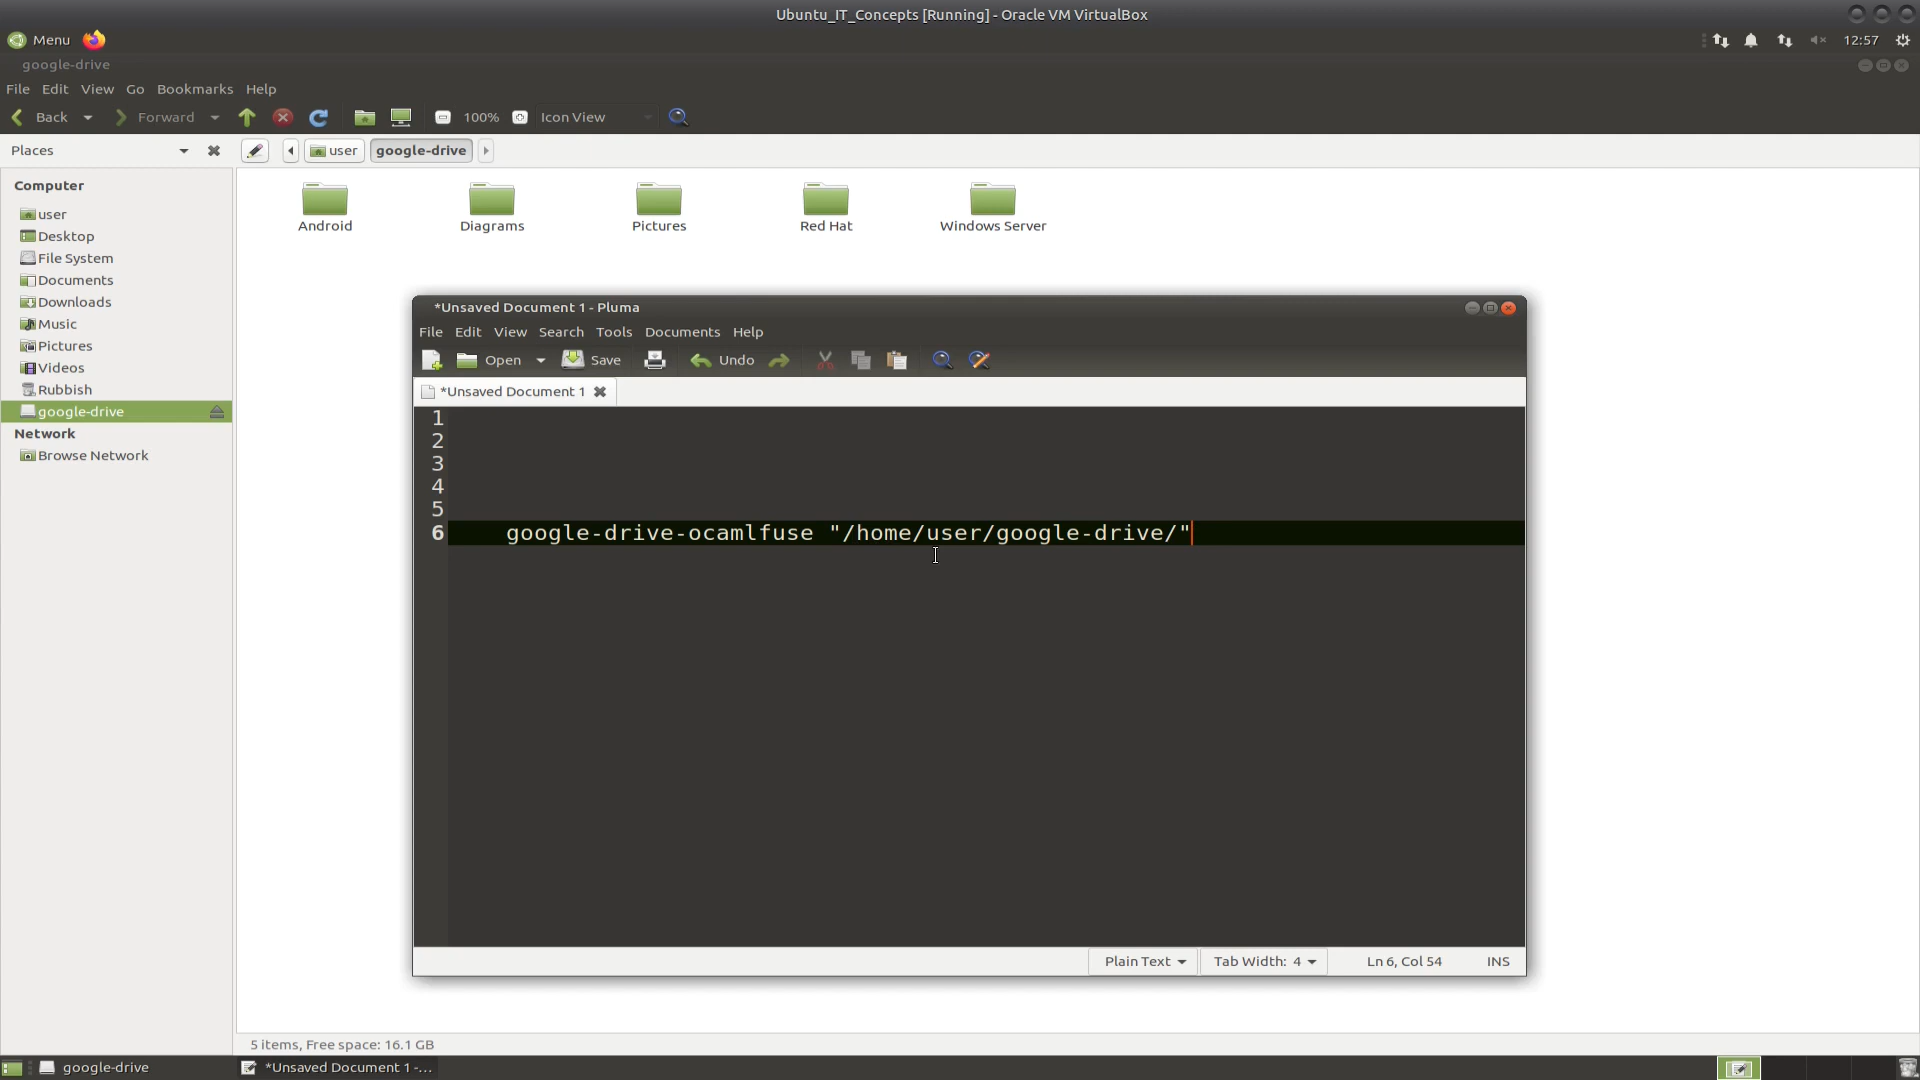 Ubuntu_IT_Concepts [Running] - Oracle VM VirtualBox
Menu 12:57
google-drive
File Edit View Go Bookmarks Help
Back Forward 100% Icon View
Places user google-drive
Computer
user
Desktop
File System
Documents
Downloads
Music
Pictures
Videos
Rubbish
google-drive
Network
Browse Network
Android Diagrams Pictures Red Hat Windows Server
*Unsaved Document 1 - Pluma
File Edit View Search Tools Documents Help
Open Save Undo
*Unsaved Document 1
1
2
3
4
5
6 google-drive-ocamlfuse "/home/user/google-drive/"
Plain Text Tab Width: 4 Ln 6, Col 54 INS
5 items, Free space: 16.1 GB
google-drive *Unsaved Document 1 -...